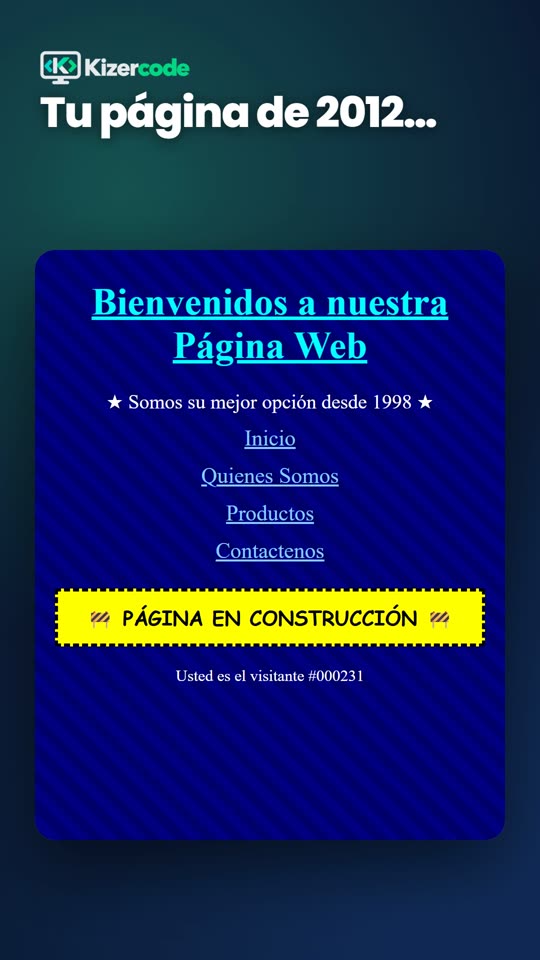 Kizercode
Tu página de 2012...
Bienvenidos a nuestra
Página Web
★ Somos su mejor opción desde 1998 ★
Inicio
Quienes Somos
Productos
Contactenos
🚧 PÁGINA EN CONSTRUCCIÓN 🚧
Usted es el visitante #000231